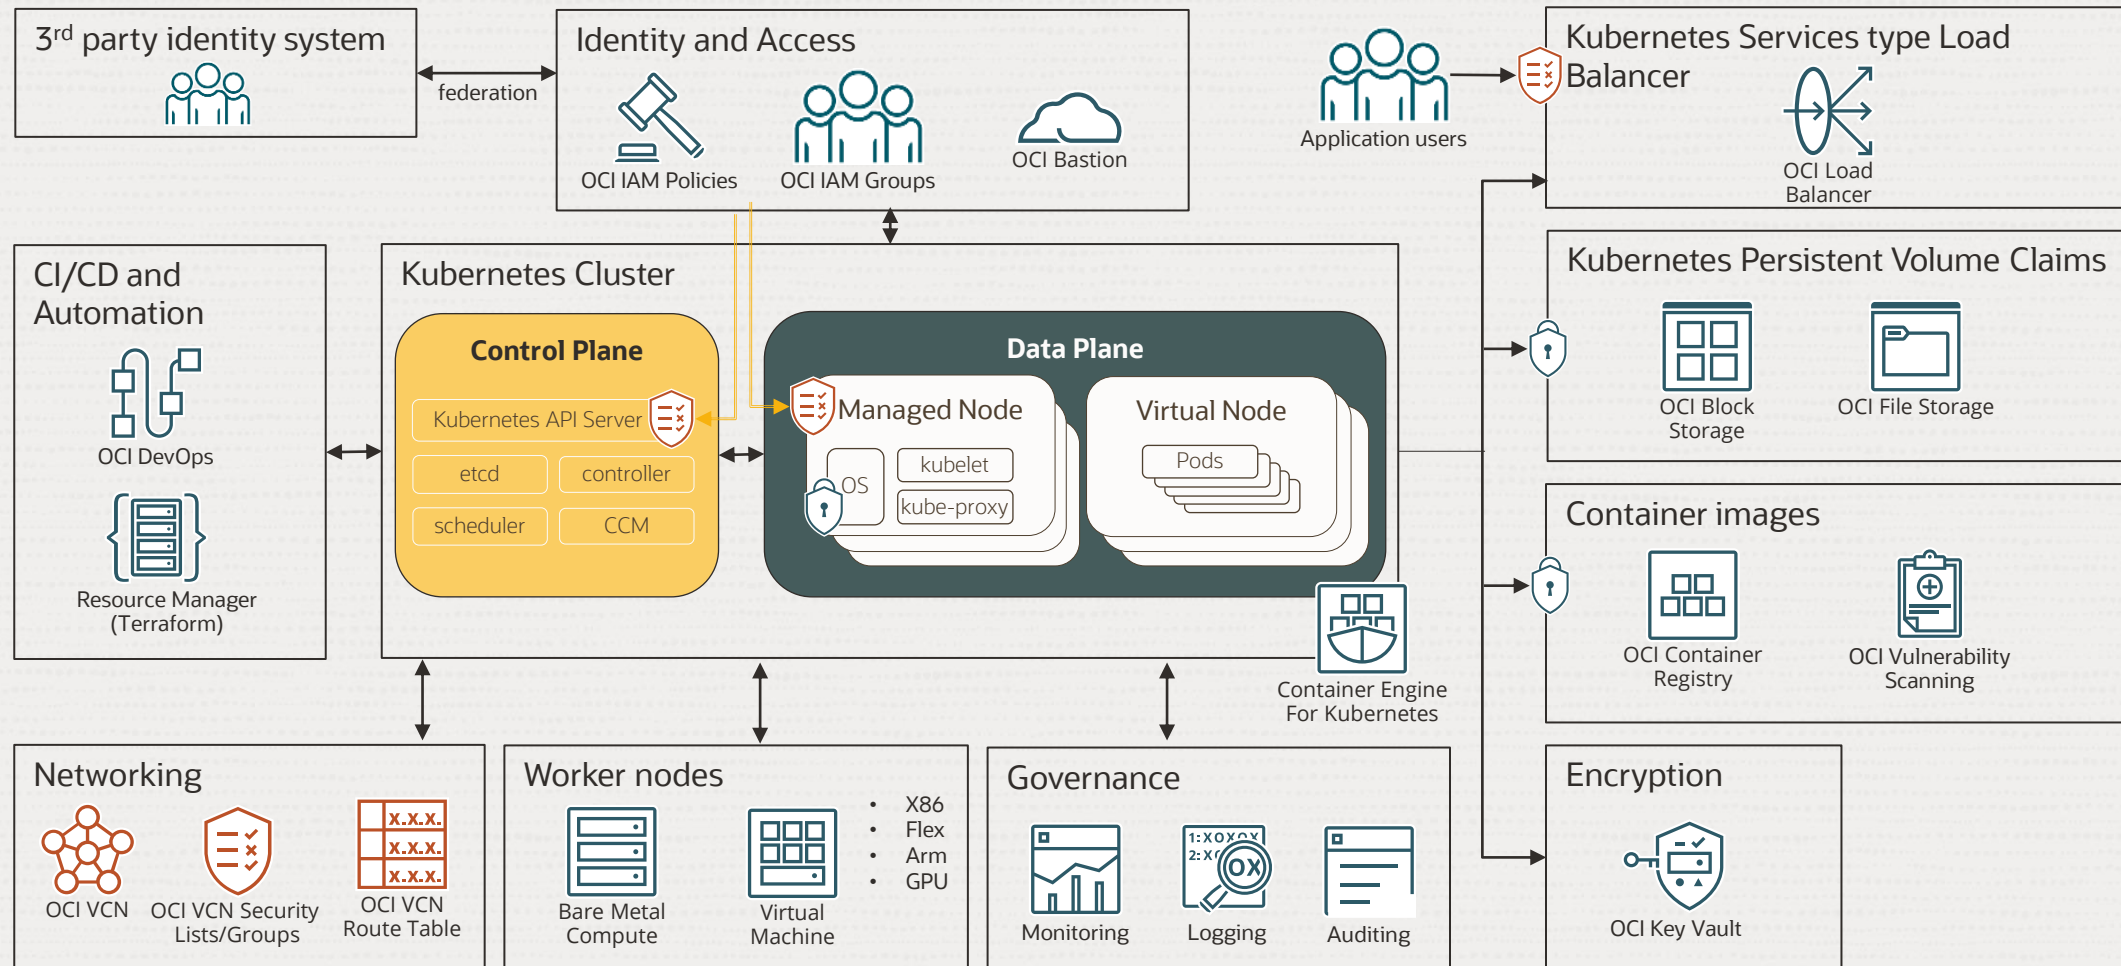 3rd party identity system
federation
Identity and Access
OCI IAM Policies
OCI IAM Groups
OCI Bastion
Application users
Kubernetes Services type Load
Balancer
OCI Load
Balancer
CI/CD and
Automation
OCI DevOps
Resource Manager
(Terraform)
Kubernetes Cluster
Control Plane
Kubernetes API Server
etcd
controller
scheduler
CCM
Data Plane
Managed Node
OS
kubelet
kube-proxy
Virtual Node
Pods
Container Engine
For Kubernetes
Kubernetes Persistent Volume Claims
OCI Block
Storage
OCI File Storage
Container images
OCI Container
Registry
OCI Vulnerability
Scanning
Networking
OCI VCN
OCI VCN Security
Lists/Groups
x.x.x.
x.x.x.
x.x.x.
OCI VCN
Route Table
Worker nodes
Bare Metal
Compute
Virtual
Machine
• X86
• Flex
• Arm
• GPU
Governance
Monitoring
1:XOXOX
2:X
OX
Logging
Auditing
Encryption
OCI Key Vault